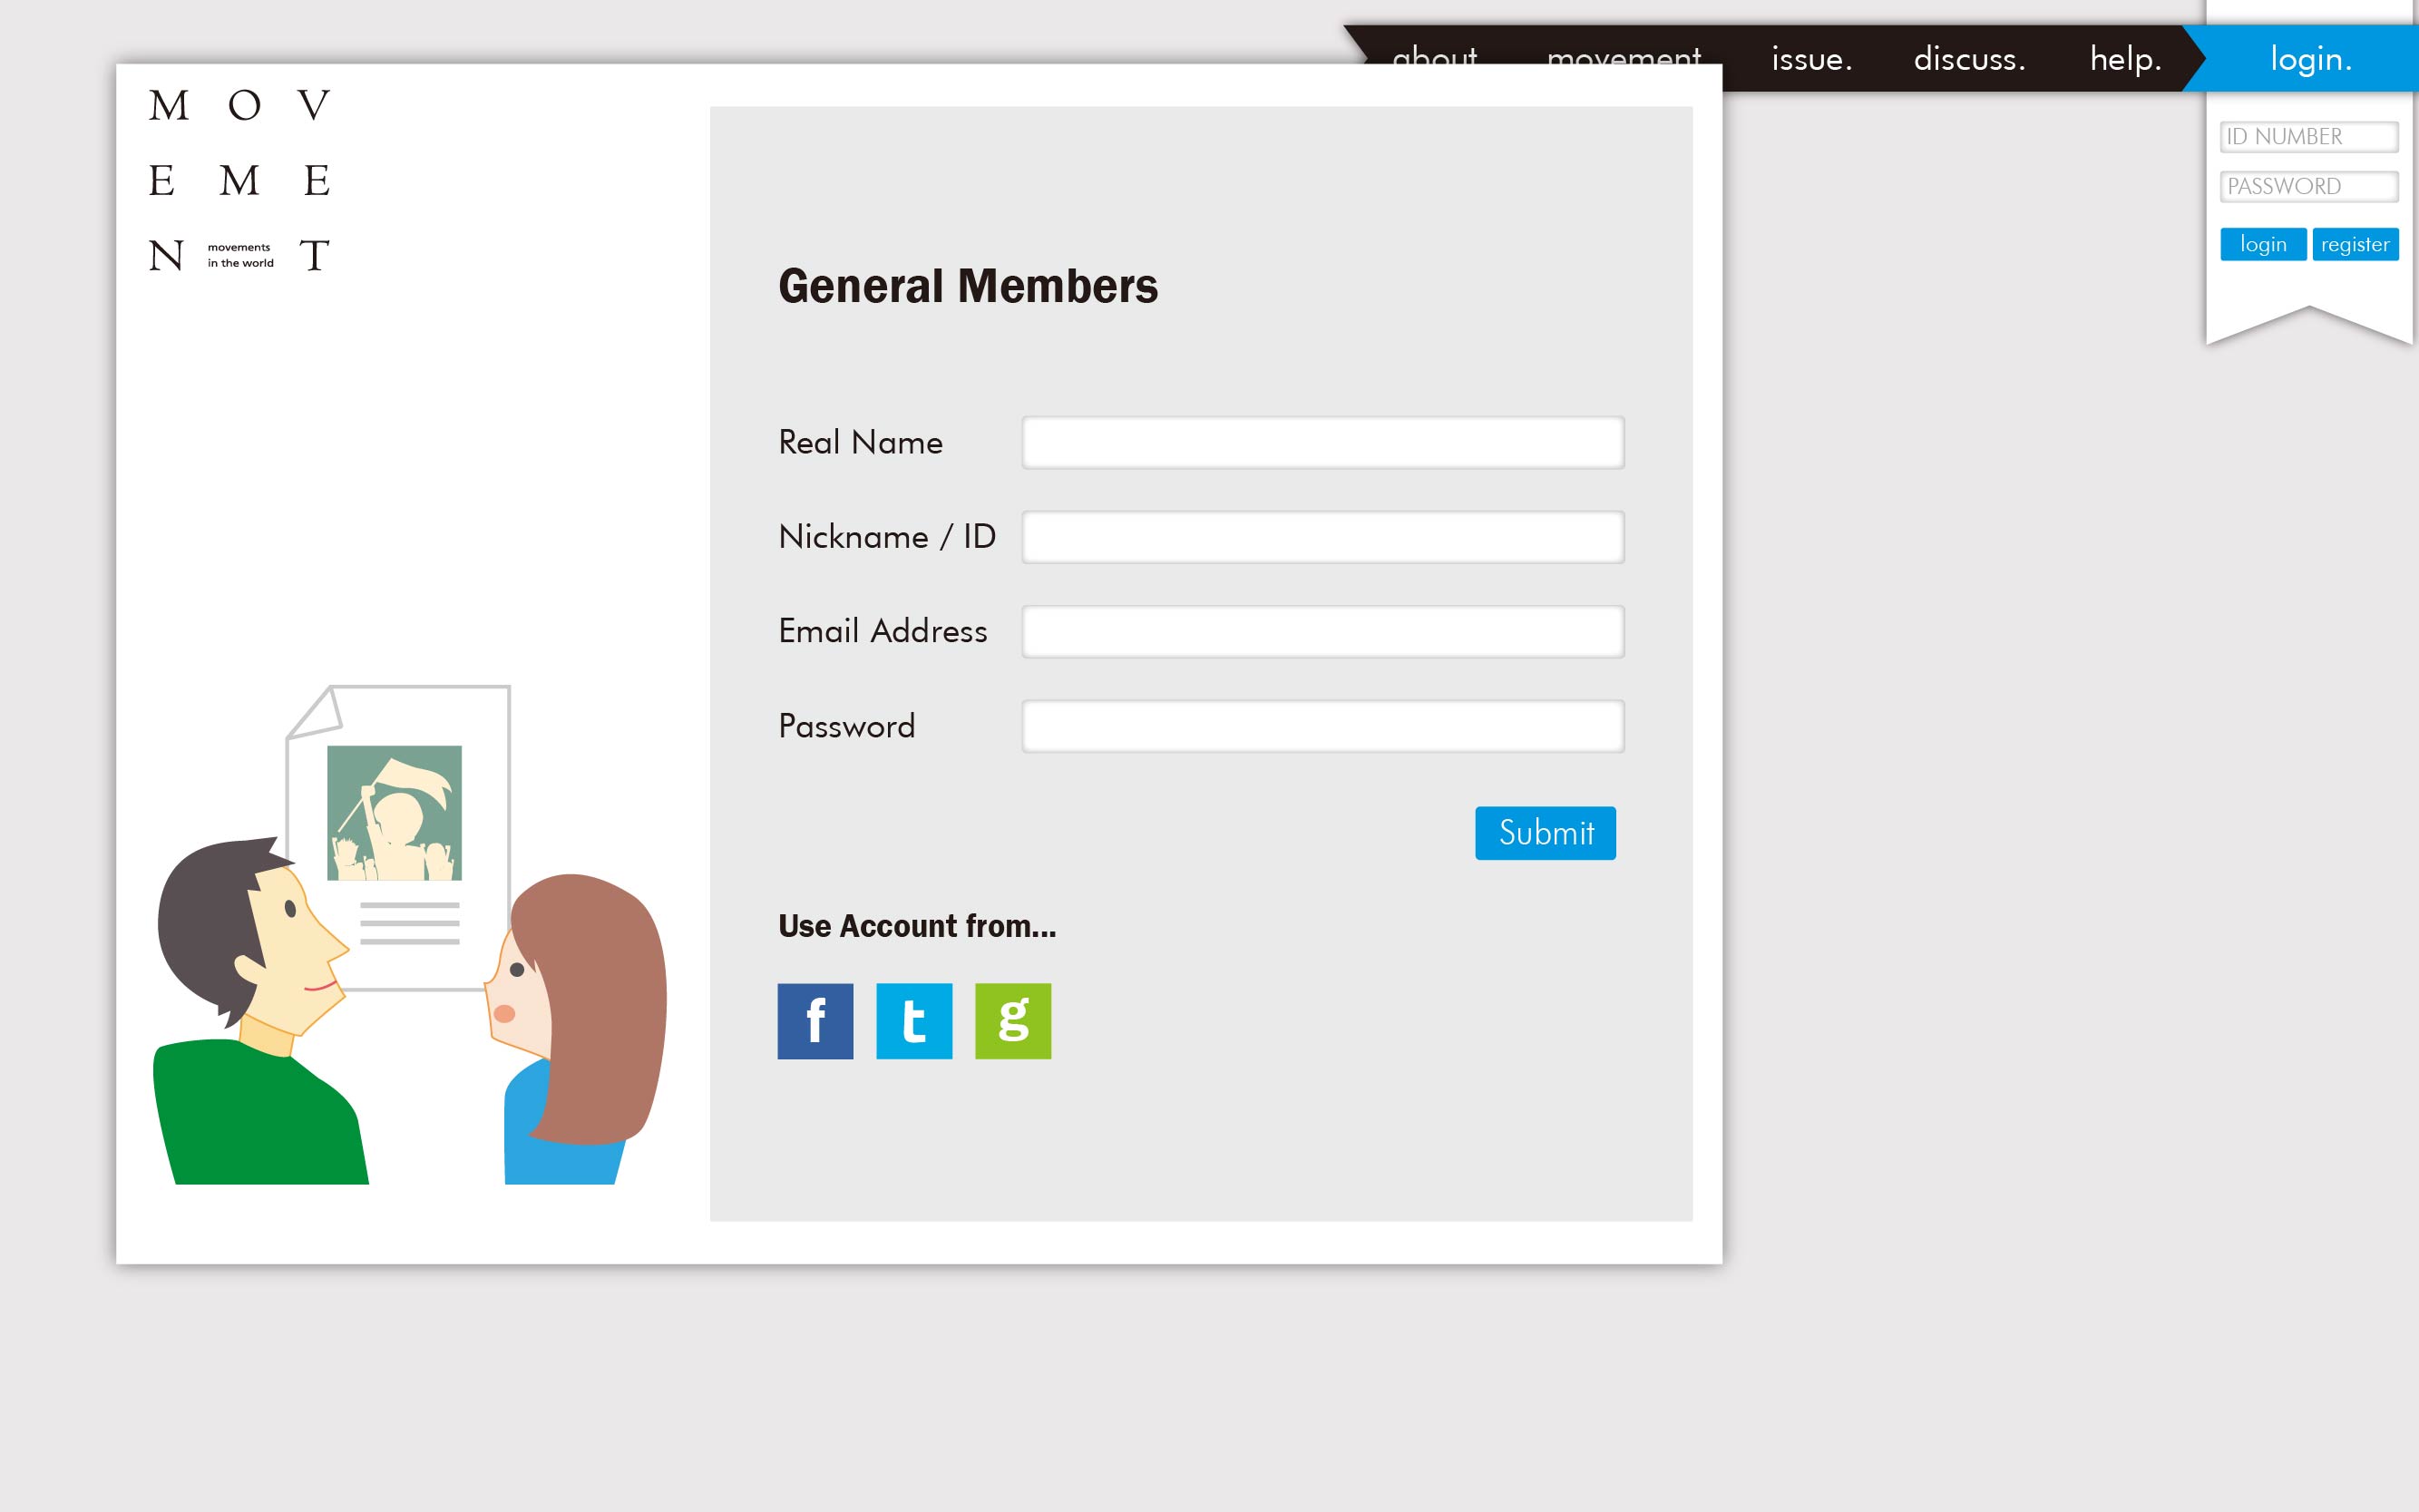 about movement issue. discuss. help. login.
M O V
E M E
N movements in the world T
ID NUMBER
PASSWORD
login register
General Members
Real Name
Nickname / ID
Email Address
Password
Submit
Use Account from...
f t g